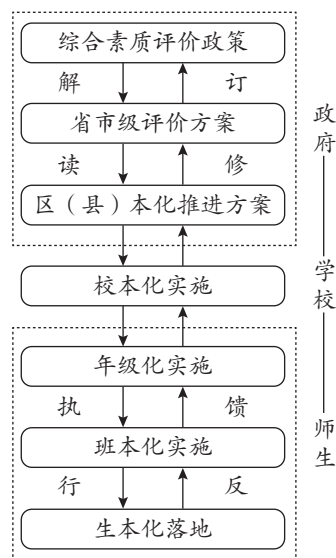 综合素质评价政策
解 订
省市级评价方案
读 修
区（县）本化推进方案
校本化实施
年级化实施
执 馈
班本化实施
行 反
生本化落地
政府
学校
师生